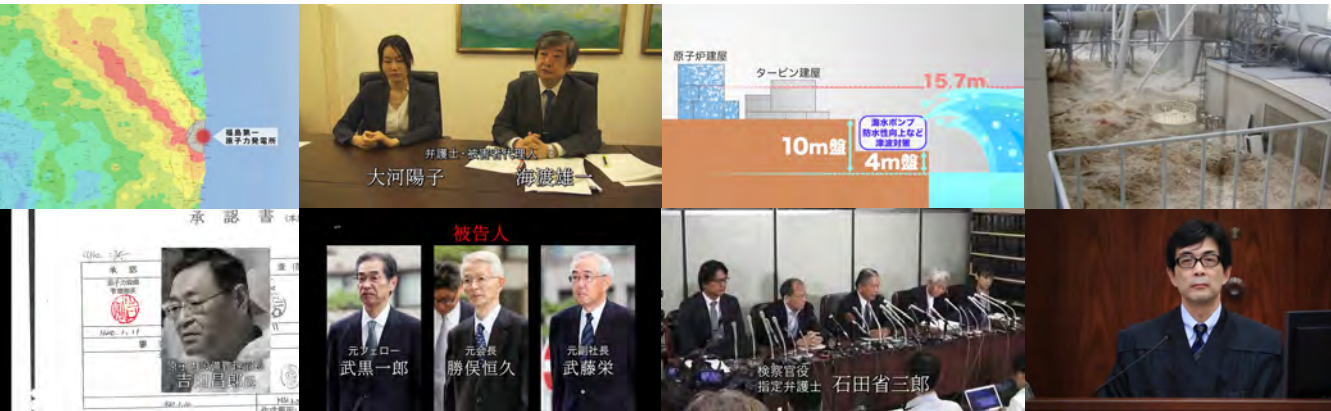 福島第一
原子力発電所
弁護士・被害者代理人
大河陽子
海渡雄一
原子炉建屋
タービン建屋
15.7m
海水ポンプ
防水性向上など
津波対策
10m盤
4m盤
承認書
承認
吉田昌郎氏
被告人
元フェロー
武黒一郎
元会長
勝俣恒久
元副社長
武藤栄
検察官役
指定弁護士 石田省三郎